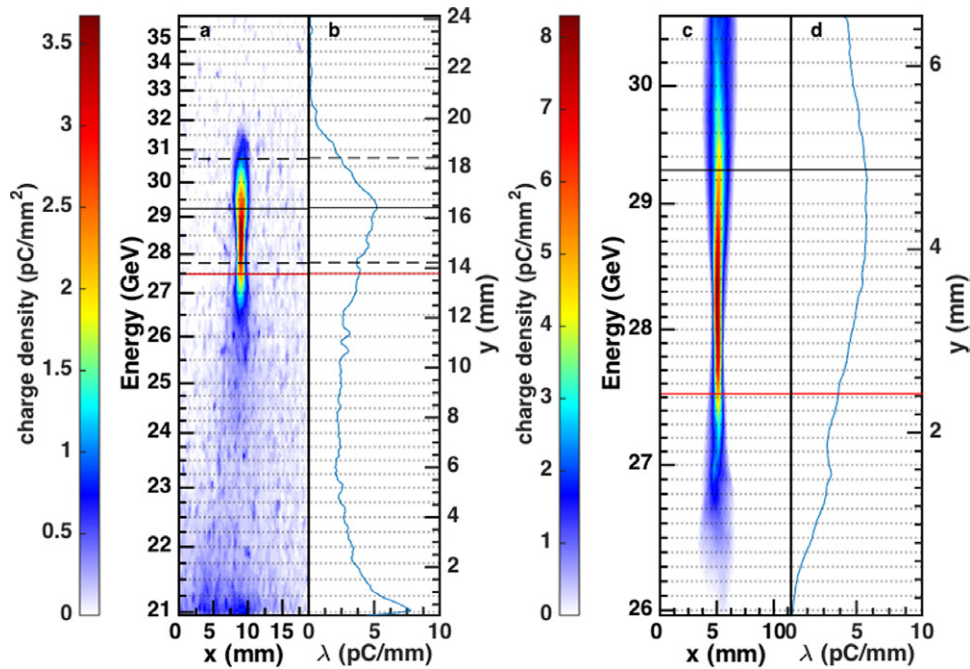 charge density (pC/mm²)
3.5
3
2.5
2
1.5
1
0.5
0
a
b
Energy (GeV)
35
34
33
32
31
30
29
28
27
26
25
24
23
22
21
0 5 10 15
x (mm)
0 5 10
λ (pC/mm)
24
22
20
18
16
14
12
10
8
6
4
2
y (mm)
charge density (pC/mm²)
8
7
6
5
4
3
2
1
0
c
d
Energy (GeV)
30
29
28
27
26
0 5 10
x (mm)
0 5 10
λ (pC/mm)
6
4
2
y (mm)